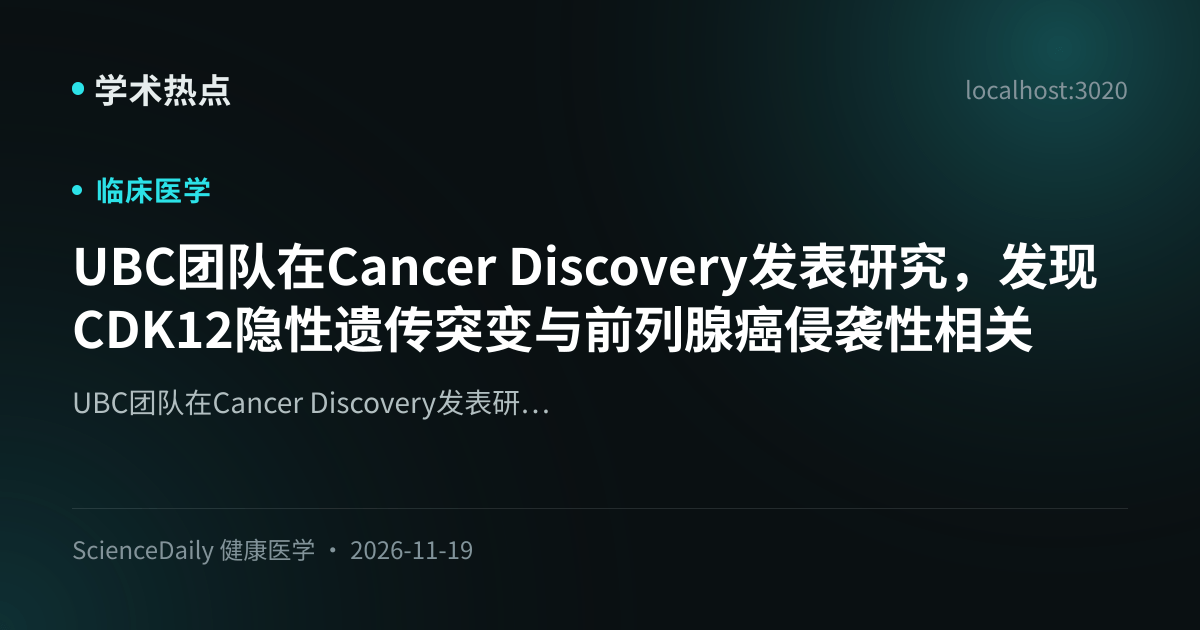 学术热点
localhost:3020
临床医学
UBC团队在Cancer Discovery发表研究，发现
CDK12隐性遗传突变与前列腺癌侵袭性相关
UBC团队在Cancer Discovery发表研…
ScienceDaily 健康医学 · 2026-11-19